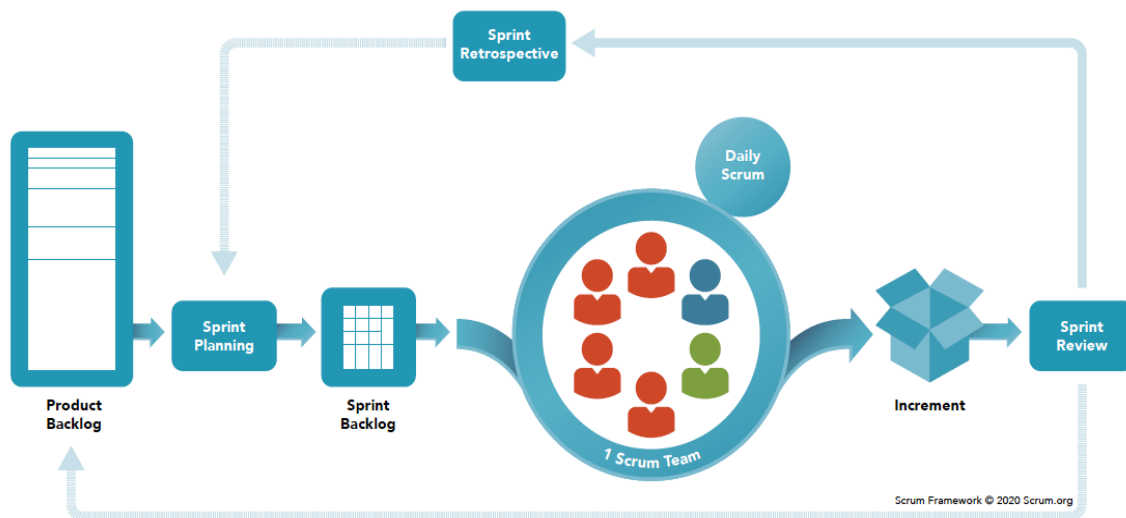 Sprint
Retrospective
Daily
Scrum
Sprint
Planning
Sprint
Review
Product
Backlog
Sprint
Backlog
Increment
1 Scrum Team
Scrum Framework © 2020 Scrum.org